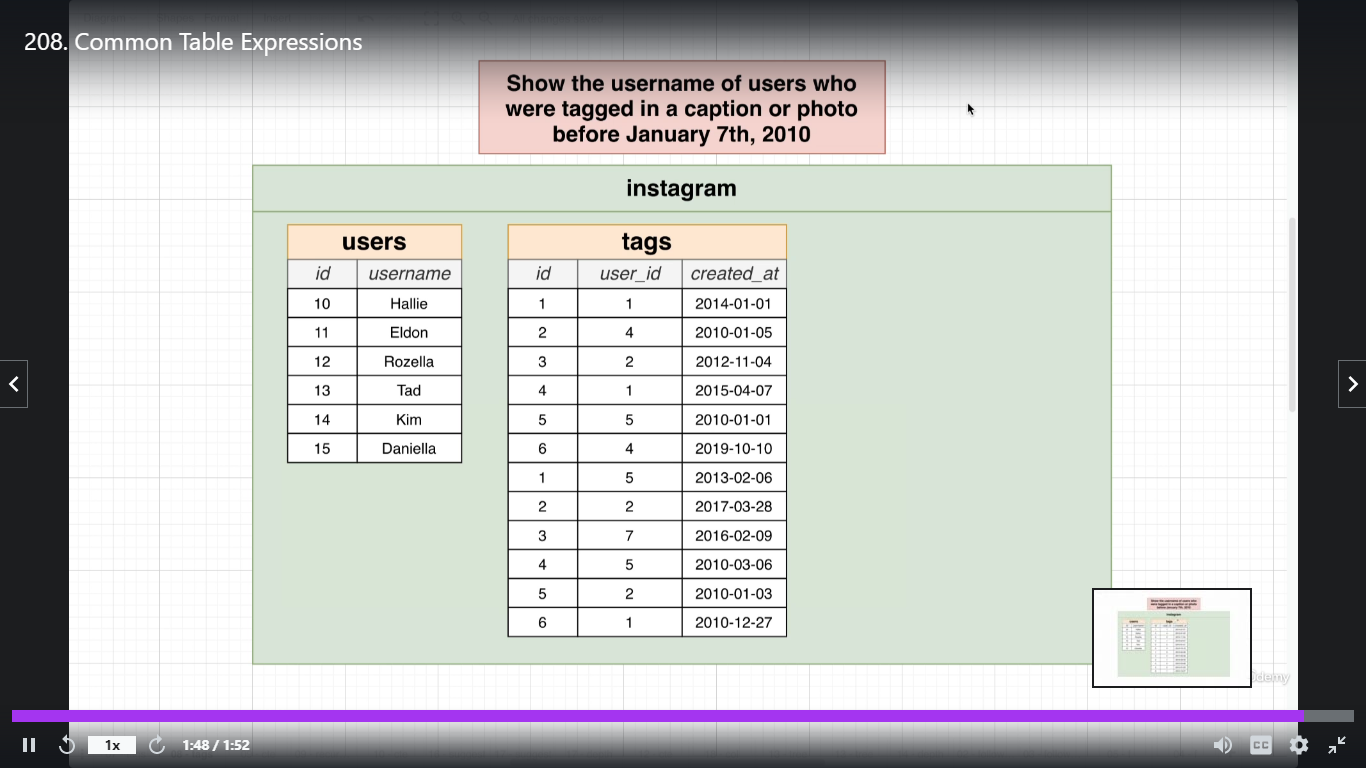 208. Common Table Expressions
Show the username of users who
were tagged in a caption or photo
before January 7th, 2010
instagram
users
id username
10 Hallie
11 Eldon
12 Rozella
13 Tad
14 Kim
15 Daniella
tags
id user_id created_at
1 1 2014-01-01
2 4 2010-01-05
3 2 2012-11-04
4 1 2015-04-07
5 5 2010-01-01
6 4 2019-10-10
1 5 2013-02-06
2 2 2017-03-28
3 7 2016-02-09
4 5 2010-03-06
5 2 2010-01-03
6 1 2010-12-27
1x
1:48 / 1:52
CC